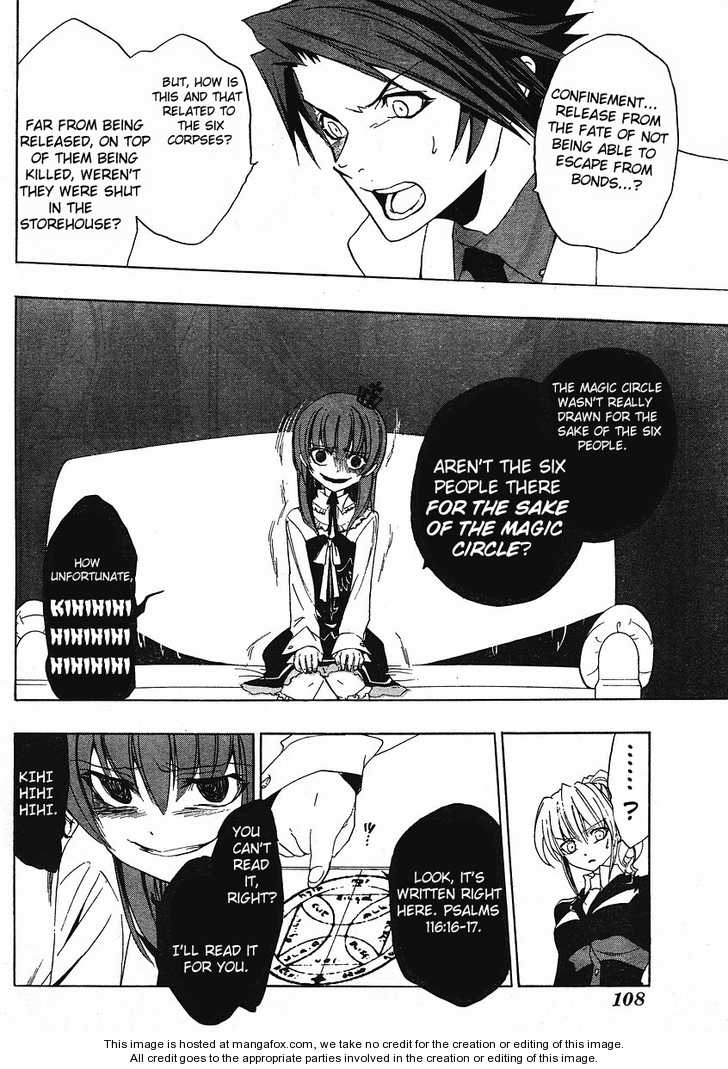 CONFINEMENT...
RELEASE FROM
THE FATE OF NOT
BEING ABLE TO
ESCAPE FROM
BONDS...?
BUT, HOW IS
THIS AND THAT
RELATED TO
THE SIX
CORPSES?
FAR FROM BEING
RELEASED, ON TOP
OF THEM BEING
KILLED, WEREN'T
THEY WERE SHUT
IN THE
STOREHOUSE?
THE MAGIC CIRCLE
WASN'T REALLY
DRAWN FOR THE
SAKE OF THE SIX
PEOPLE.
AREN'T THE SIX
PEOPLE THERE
FOR THE SAKE
OF THE MAGIC
CIRCLE?
HOW
UNFORTUNATE,
KIHIHIHI
HIHIHIHI
HIHIHIHI
........?
LOOK, IT'S
WRITTEN RIGHT
HERE. PSALMS
116:16-17.
YOU
CAN'T
READ
IT,
RIGHT?
I'LL READ IT
FOR YOU.
KIHI
HIHI
HIHI.
108
This image is hosted at mangafox.com, we take no credit for the creation or editing of this image.
All credit goes to the appropriate parties involved in the creation or editing of this image.